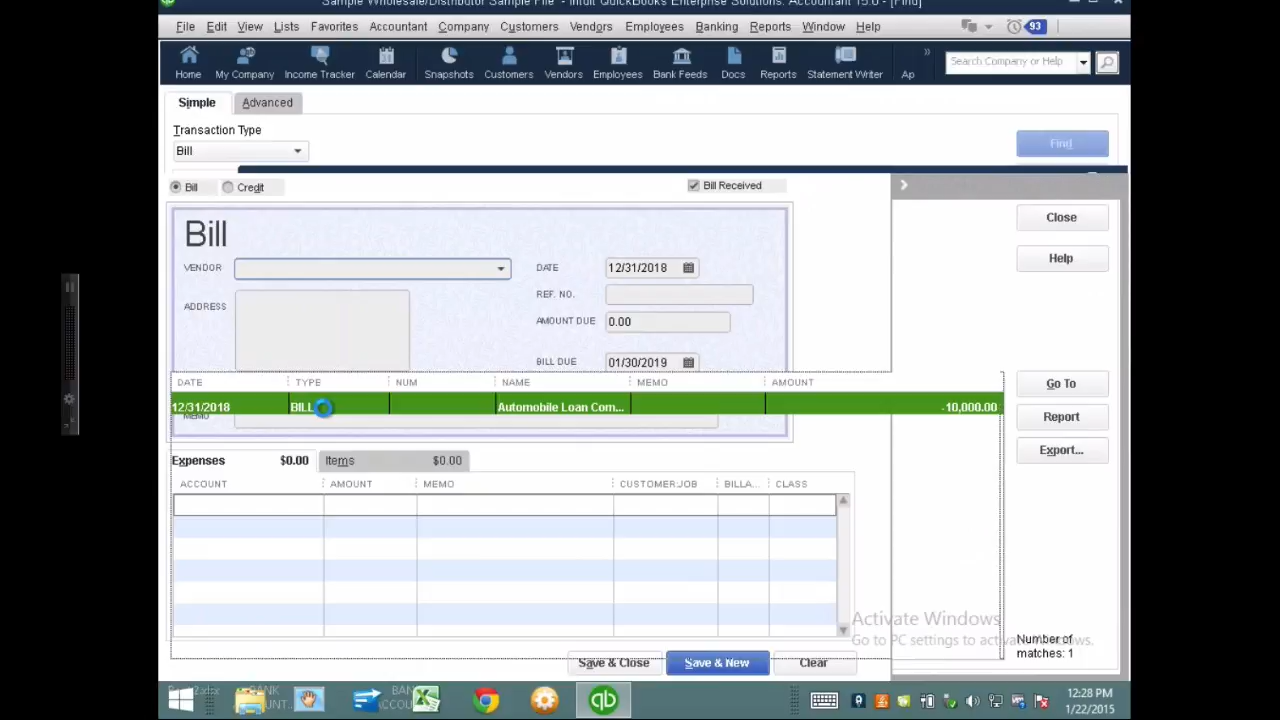 Sample Wholesale/Distributor Sample File - Intuit QuickBooks Enterprise Solutions: Accountant 15.0 - [Find]
File Edit View Lists Favorites Accountant Company Customers Vendors Employees Banking Reports Window Help
93
Home My Company Income Tracker Calendar Snapshots Customers Vendors Employees Bank Feeds Docs Reports Statement Writer Ap
» Search Company or Help
Simple Advanced
Transaction Type
Bill
Find
Bill Credit Bill Received
Close
Bill
Help
VENDOR DATE 12/31/2018
REF. NO.
ADDRESS
AMOUNT DUE 0.00
BILL DUE 01/30/2019
DATE TYPE NUM NAME MEMO AMOUNT
Go To
12/31/2018 BILL Automobile Loan Com... -10,000.00
MEMO
Report
Export...
Expenses $0.00 Items $0.00
ACCOUNT AMOUNT MEMO CUSTOMER:JOB BILLA... CLASS
Activate Windows
Go to PC settings to activate Windows.
Number of
matches: 1
Save & Close Save & New Clear
12:28 PM
1/22/2015